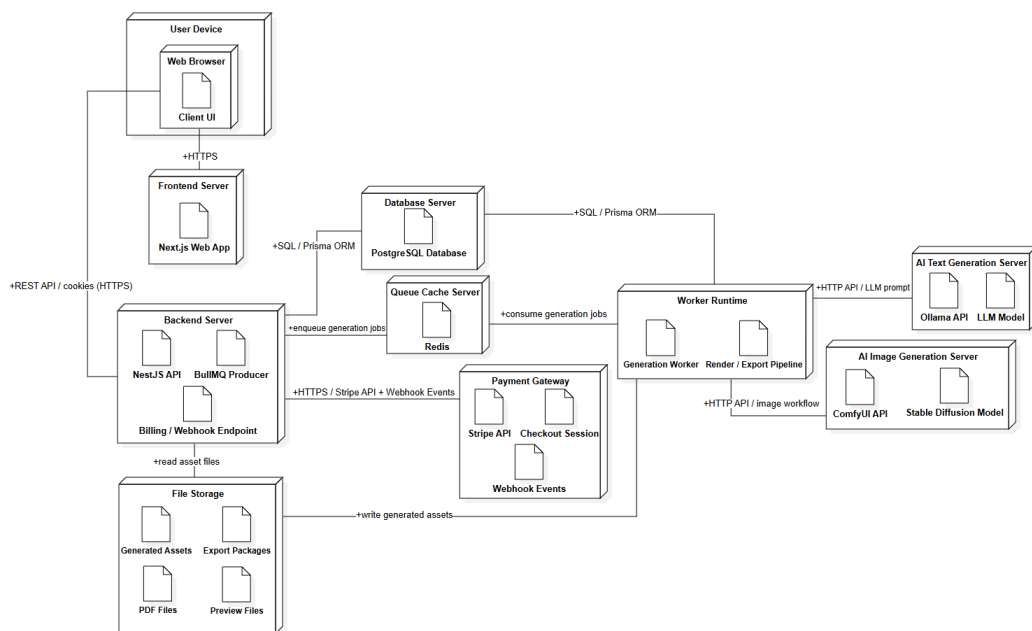 User Device
Web Browser
Client UI
+HTTPS
Frontend Server
Next.js Web App
+REST API / cookies (HTTPS)
Database Server
PostgreSQL Database
+SQL / Prisma ORM
+SQL / Prisma ORM
Queue Cache Server
Redis
+enqueue generation jobs
+consume generation jobs
Backend Server
NestJS API
BullMQ Producer
Billing / Webhook Endpoint
+HTTPS / Stripe API + Webhook Events
Payment Gateway
Stripe API
Checkout Session
Webhook Events
Worker Runtime
Generation Worker
Render / Export Pipeline
+HTTP API / LLM prompt
AI Text Generation Server
Ollama API
LLM Model
+HTTP API / image workflow
AI Image Generation Server
ComfyUI API
Stable Diffusion Model
+read asset files
File Storage
Generated Assets
Export Packages
PDF Files
Preview Files
+write generated assets